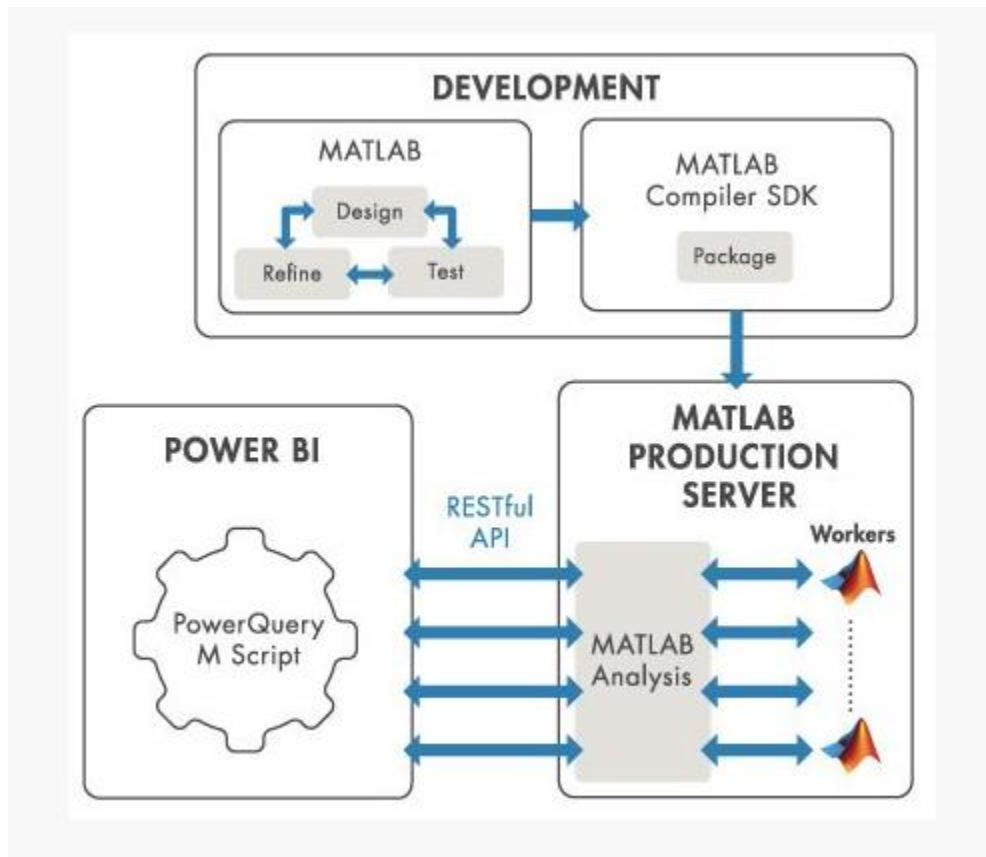 DEVELOPMENT
MATLAB
Design
Refine
Test
MATLAB
Compiler SDK
Package
POWER BI
PowerQuery
M Script
RESTful
API
MATLAB
PRODUCTION
SERVER
Workers
MATLAB
Analysis